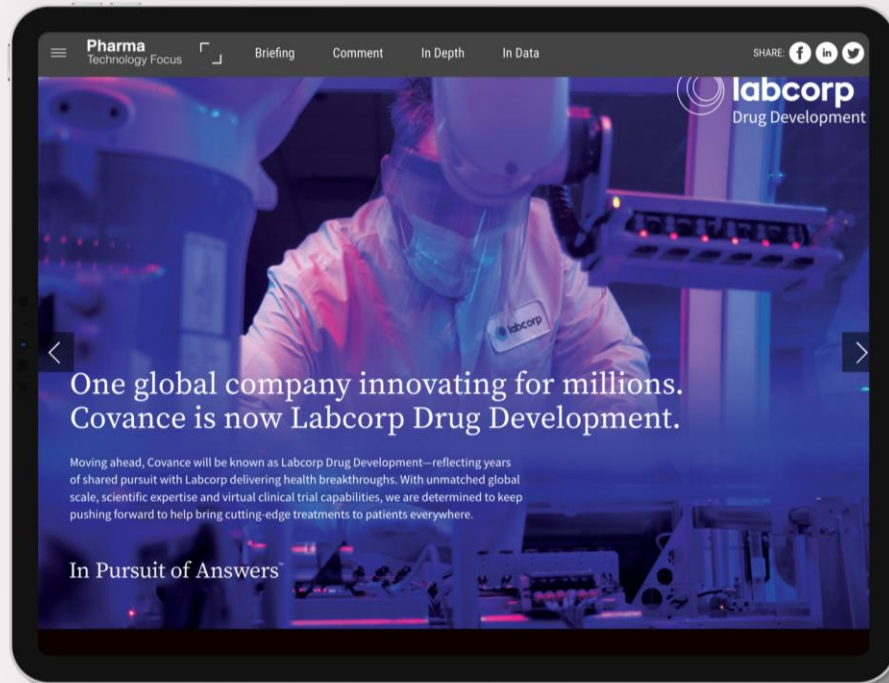 Pharma
Technology Focus
Briefing
Comment
In Depth
In Data
SHARE:
labcorp
Drug Development
labcorp
One global company innovating for millions.
Covance is now Labcorp Drug Development.
Moving ahead, Covance will be known as Labcorp Drug Development—reflecting years
of shared pursuit with Labcorp delivering health breakthroughs. With unmatched global
scale, scientific expertise and virtual clinical trial capabilities, we are determined to keep
pushing forward to help bring cutting-edge treatments to patients everywhere.
In Pursuit of Answers™